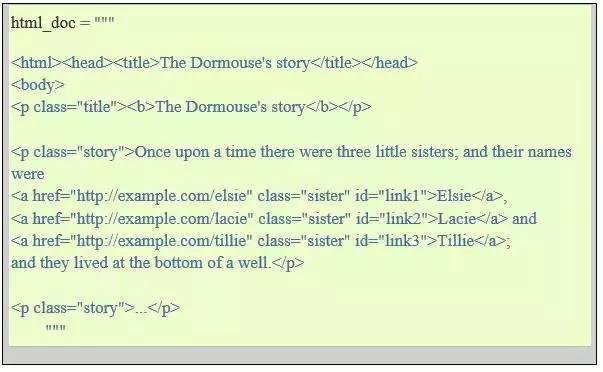 html_doc = """
<html><head><title>The Dormouse's story</title></head>
<body>
<p class="title"><b>The Dormouse's story</b></p>
<p class="story">Once upon a time there were three little sisters; and their names
were
<a href="http://example.com/elsie" class="sister" id="link1">Elsie</a>,
<a href="http://example.com/lacie" class="sister" id="link2">Lacie</a> and
<a href="http://example.com/tillie" class="sister" id="link3">Tillie</a>;
and they lived at the bottom of a well.</p>
<p class="story">...</p>
"""